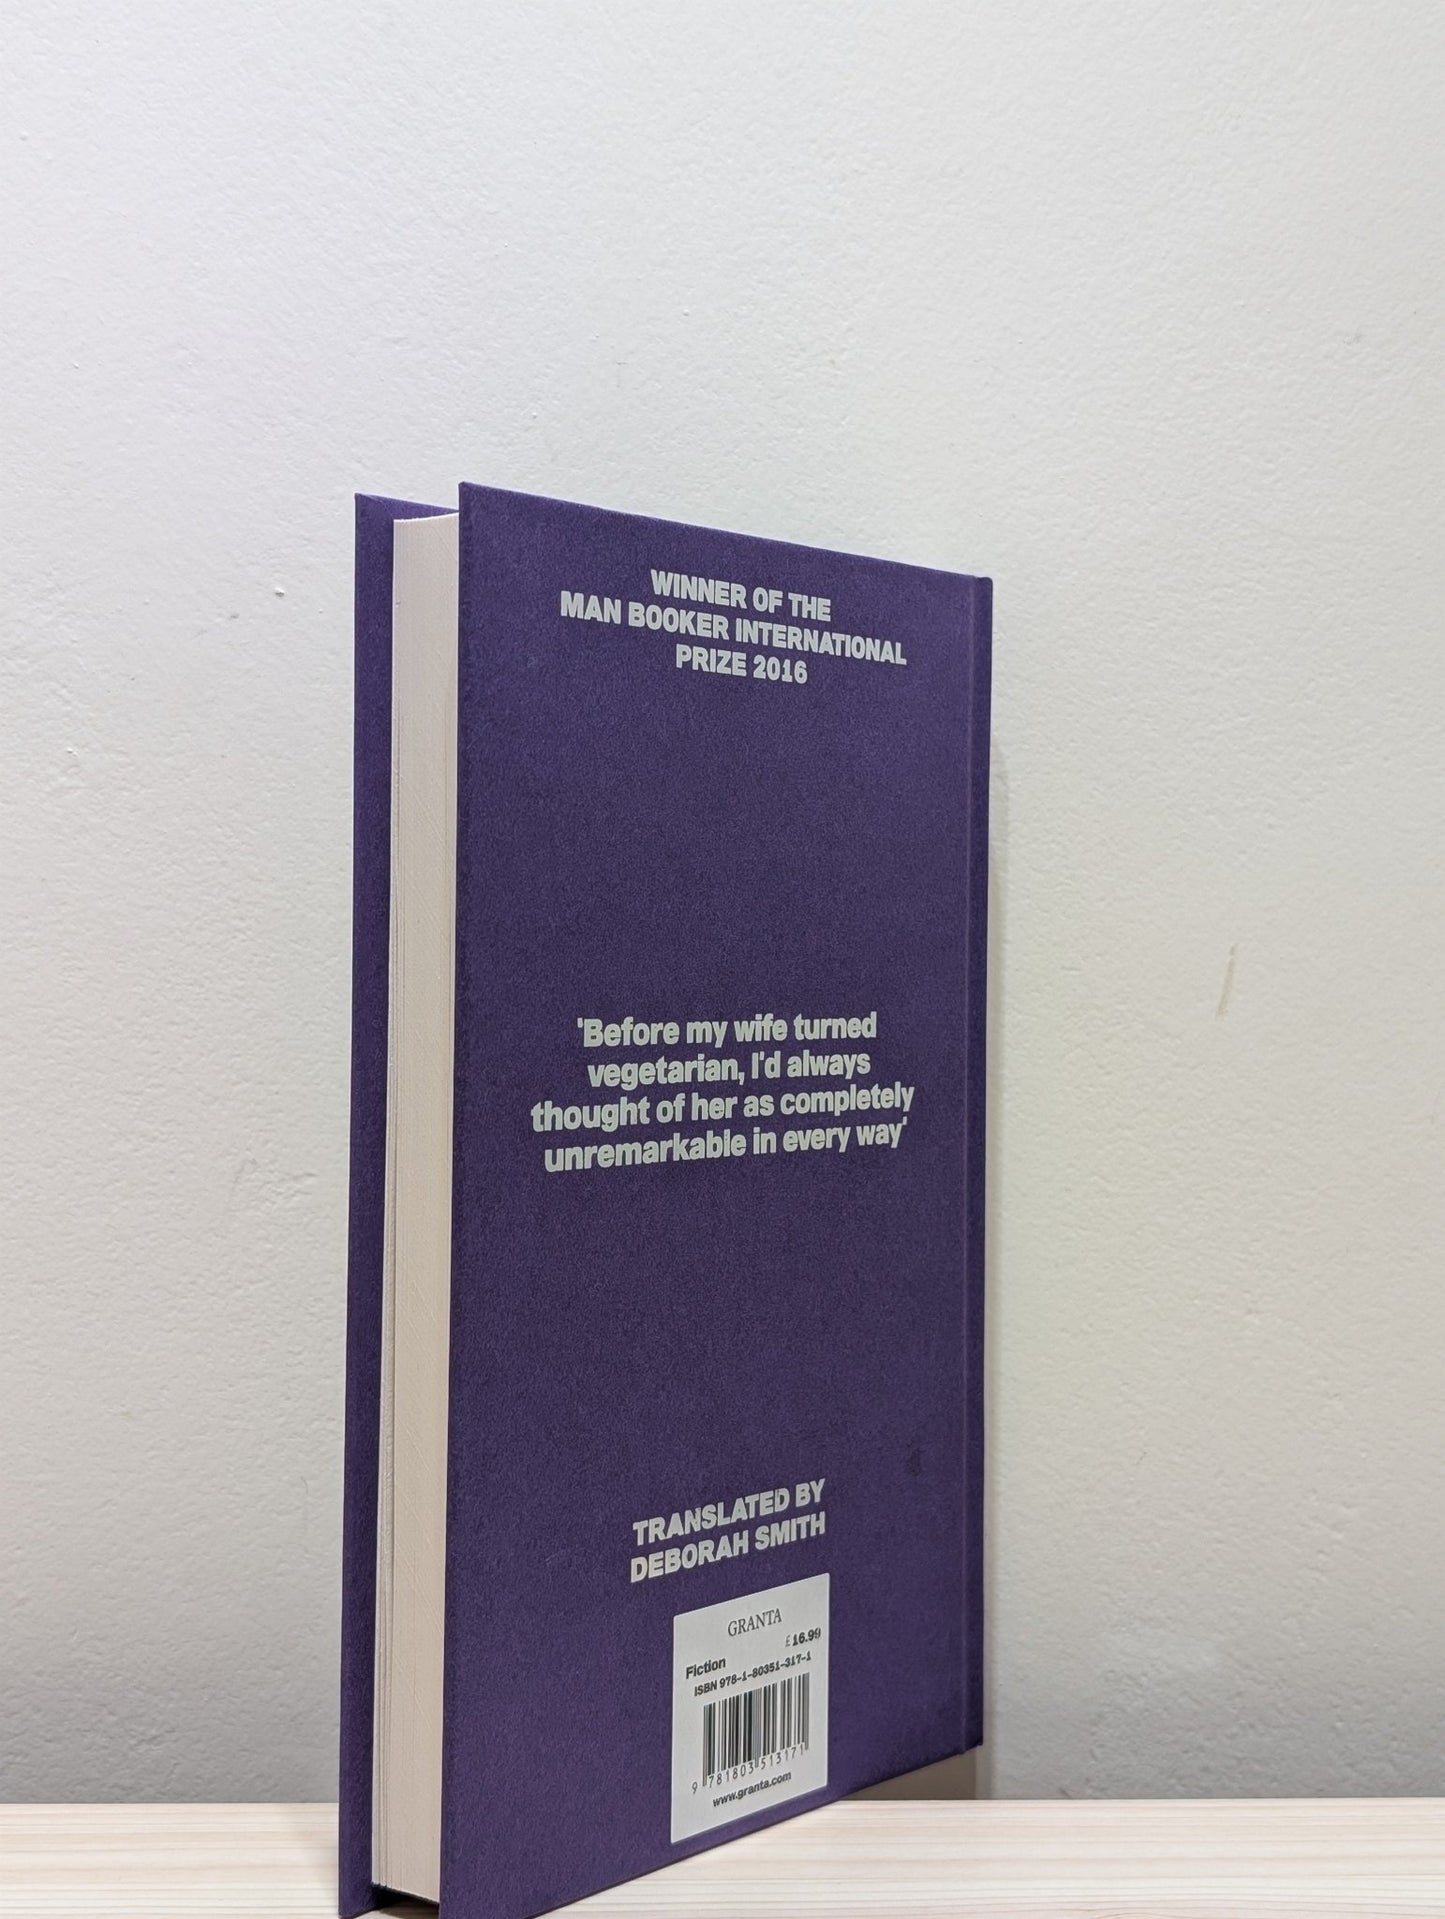 WINNER OF THE
MAN BOOKER INTERNATIONAL
PRIZE 2016
'Before my wife turned
vegetarian, I'd always
thought of her as completely
unremarkable in every way'
TRANSLATED BY
DEBORAH SMITH
GRANTA
£16.99
Fiction
ISBN 978-1-80351-317-1
9 781803 513171
www.granta.com